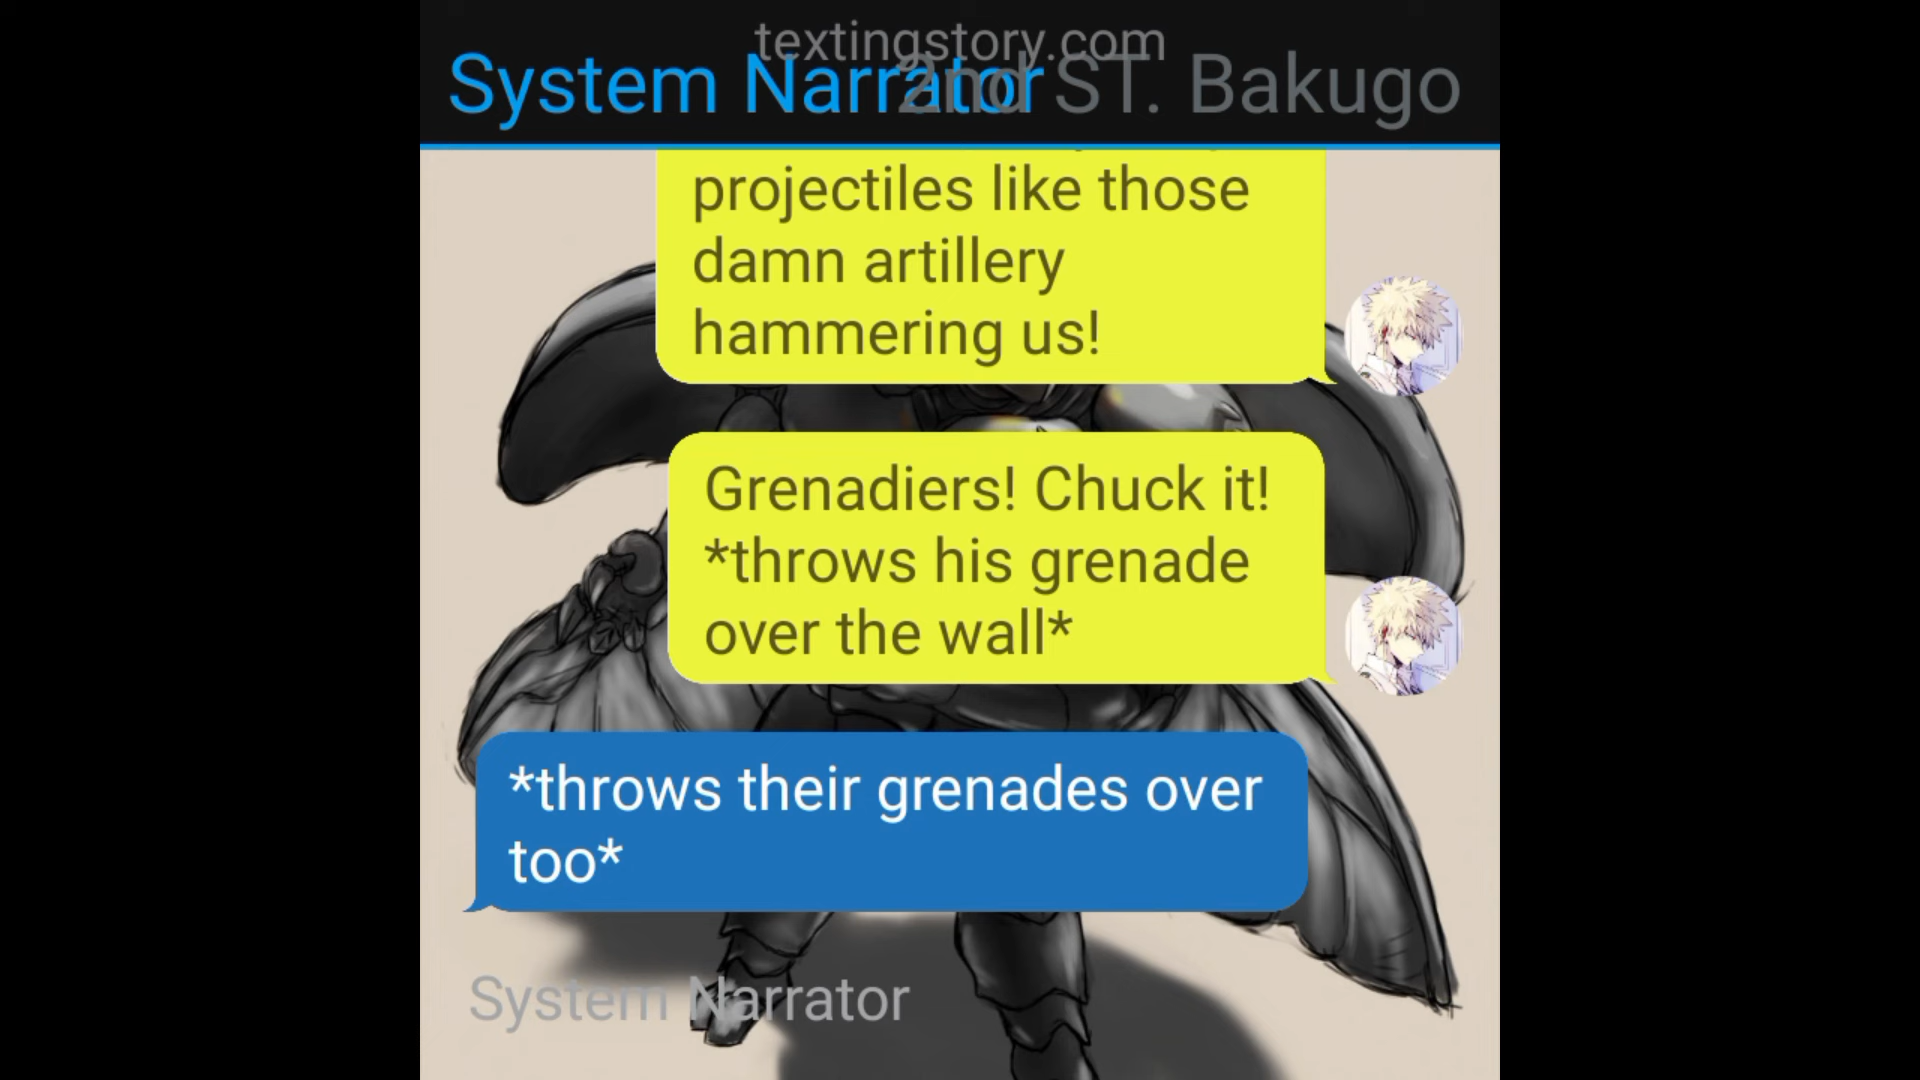 textingstory.com
System Narrator 2nd ST. Bakugo
projectiles like those
damn artillery
hammering us!
Grenadiers! Chuck it!
*throws his grenade
over the wall*
*throws their grenades over
too*
System Narrator